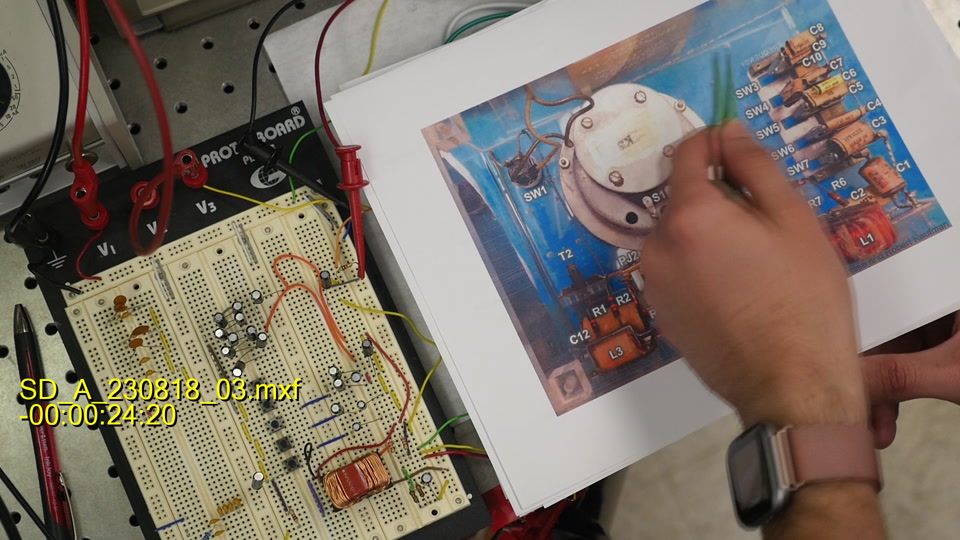 PROTO-BOARD
V1
V3
SD_A_230818_03.mxf
-00:00:24:20
SW1
T2
R1
R2
C12
L3
C8
C9
C10
C7
C6
C5
C4
C3
C1
SW3
SW4
SW5
SW6
SW7
R6
C2
R7
L1